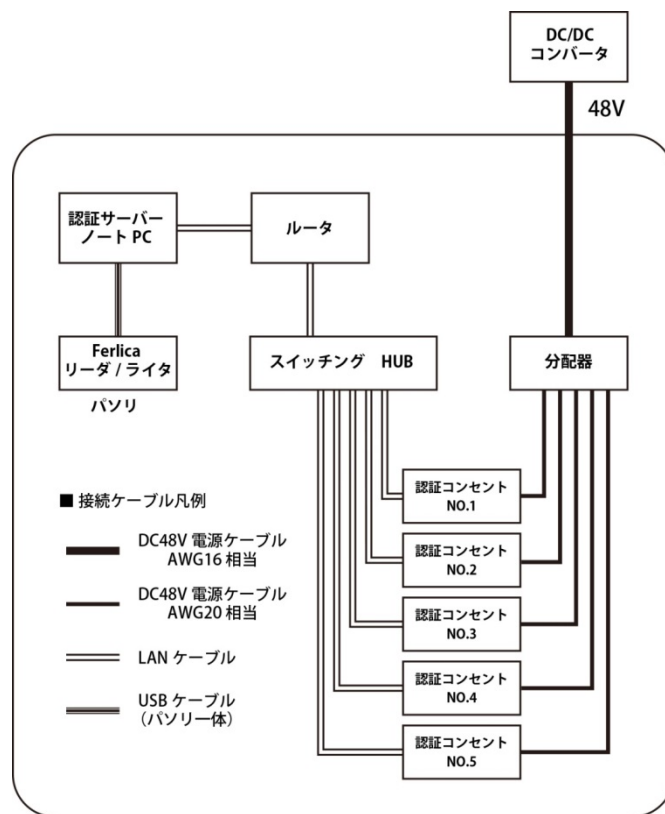 DC/DC
コンバータ
48V
認証サーバー
ノート PC
ルータ
Ferlica
リーダ / ライタ
パソリ
スイッチング HUB
分配器
認証コンセント
NO.1
認証コンセント
NO.2
認証コンセント
NO.3
認証コンセント
NO.4
認証コンセント
NO.5
■ 接続ケーブル凡例
DC48V 電源ケーブル
AWG16 相当
DC48V 電源ケーブル
AWG20 相当
LAN ケーブル
USB ケーブル
（パソリ一体）